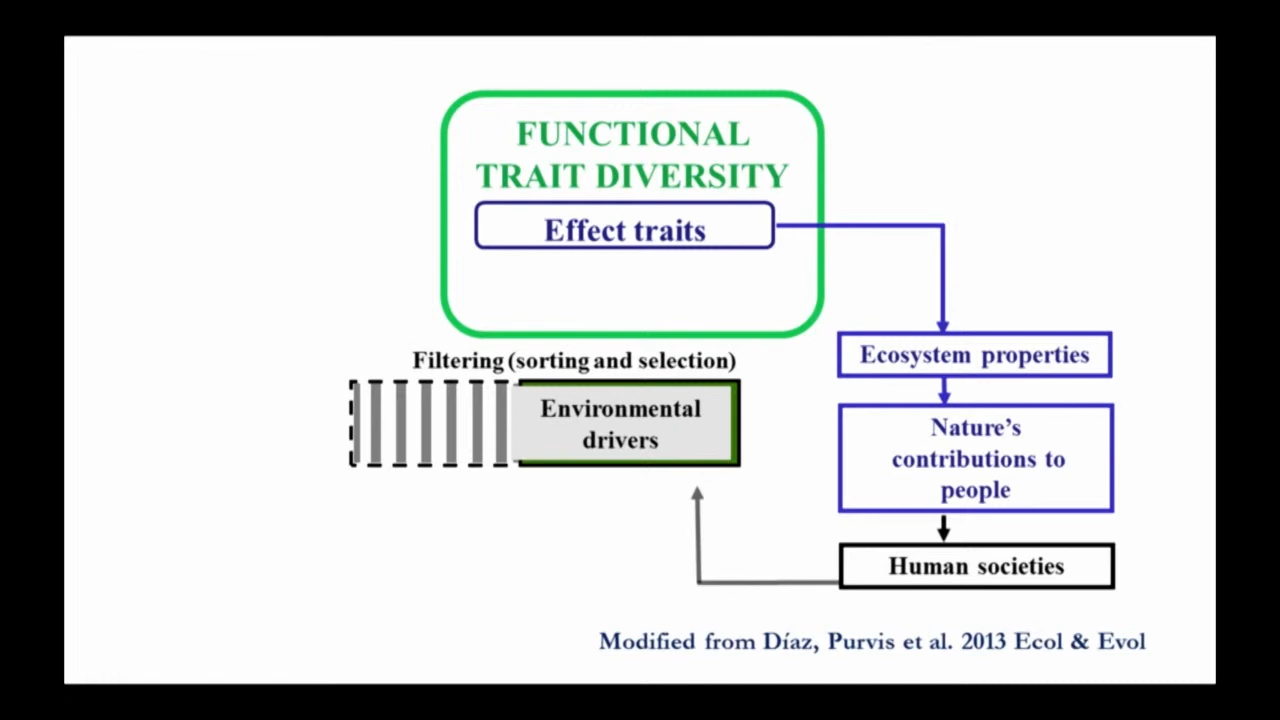 FUNCTIONAL
TRAIT DIVERSITY
Effect traits
Filtering (sorting and selection)
Environmental
drivers
Ecosystem properties
Nature’s
contributions to
people
Human societies
Modified from Díaz, Purvis et al. 2013 Ecol & Evol